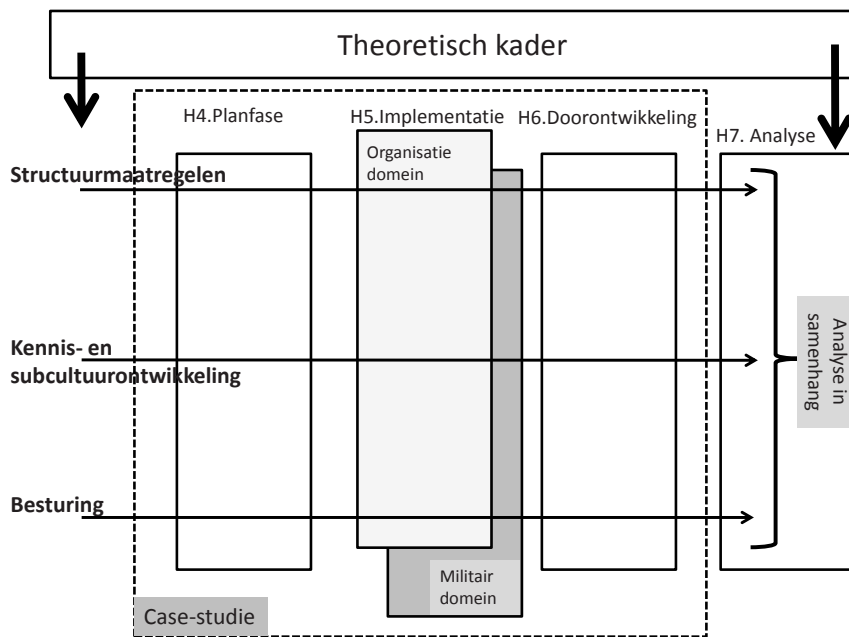 Theoretisch kader
H4.Planfase
H5.Implementatie
H6.Doorontwikkeling
H7. Analyse
Organisatie
domein
Structuurmaatregelen
Kennis- en
subcultuurontwikkeling
Analyse in
samenhang
Besturing
Militair
domein
Case-studie